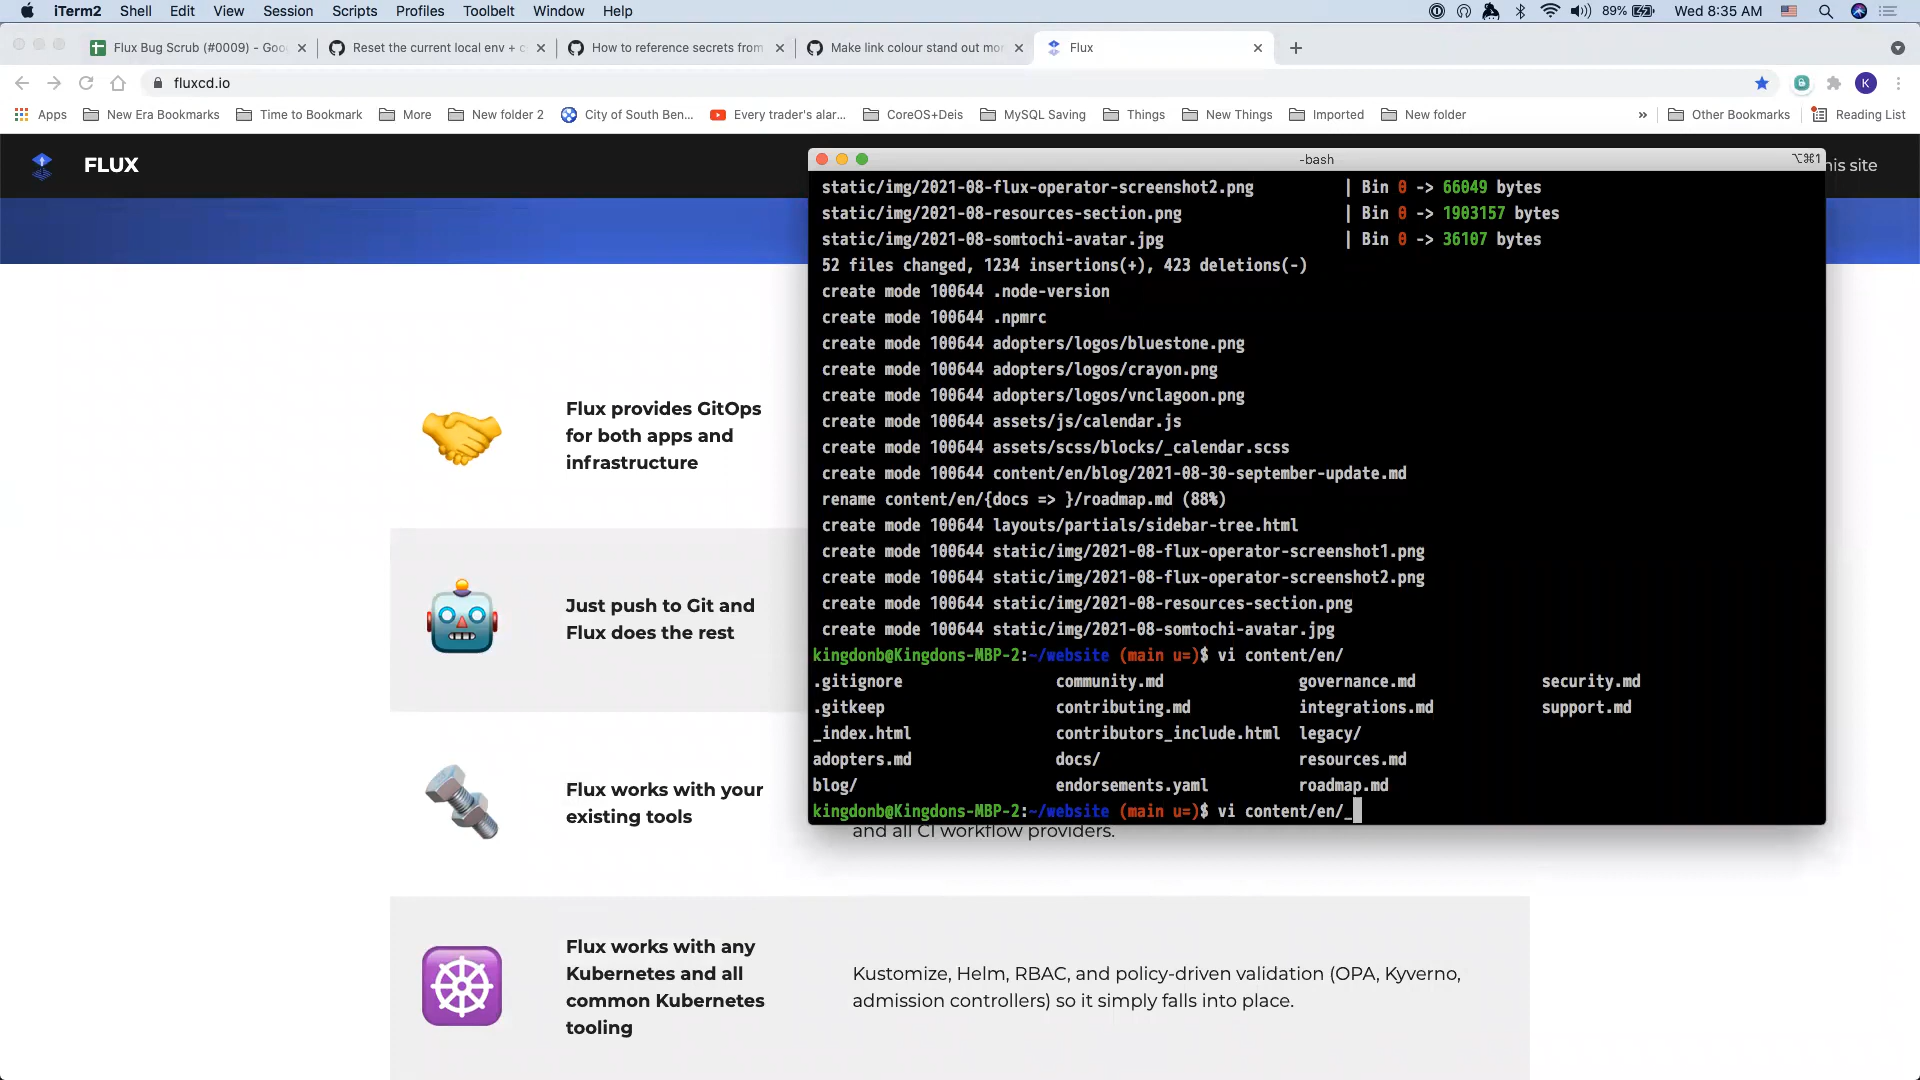 iTerm2 Shell Edit View Session Scripts Profiles Toolbelt Window Help 89% Wed 8:35 AM
Flux Bug Scrub (#0009) - Goo Reset the current local env + c How to reference secrets from Make link colour stand out mor Flux
fluxcd.io K
Apps New Era Bookmarks Time to Bookmark More New folder 2 City of South Ben... Every trader's alar... CoreOS+Deis MySQL Saving Things New Things Imported New folder » Other Bookmarks Reading List
FLUX
his site
Flux provides GitOps
for both apps and
infrastructure
Just push to Git and
Flux does the rest
Flux works with your
existing tools
and all CI workflow providers.
Flux works with any
Kubernetes and all
common Kubernetes
tooling
Kustomize, Helm, RBAC, and policy-driven validation (OPA, Kyverno,
admission controllers) so it simply falls into place.
-bash ⌥⌘1
static/img/2021-08-flux-operator-screenshot2.png | Bin 0 -> 66049 bytes
static/img/2021-08-resources-section.png | Bin 0 -> 1903157 bytes
static/img/2021-08-somtochi-avatar.jpg | Bin 0 -> 36107 bytes
52 files changed, 1234 insertions(+), 423 deletions(-)
create mode 100644 .node-version
create mode 100644 .npmrc
create mode 100644 adopters/logos/bluestone.png
create mode 100644 adopters/logos/crayon.png
create mode 100644 adopters/logos/vnclagoon.png
create mode 100644 assets/js/calendar.js
create mode 100644 assets/scss/blocks/_calendar.scss
create mode 100644 content/en/blog/2021-08-30-september-update.md
rename content/en/{docs => }/roadmap.md (88%)
create mode 100644 layouts/partials/sidebar-tree.html
create mode 100644 static/img/2021-08-flux-operator-screenshot1.png
create mode 100644 static/img/2021-08-flux-operator-screenshot2.png
create mode 100644 static/img/2021-08-resources-section.png
create mode 100644 static/img/2021-08-somtochi-avatar.jpg
kingdonb@Kingdons-MBP-2:~/website (main u=)$ vi content/en/
.gitignore community.md governance.md security.md
.gitkeep contributing.md integrations.md support.md
_index.html contributors_include.html legacy/
adopters.md docs/ resources.md
blog/ endorsements.yaml roadmap.md
kingdonb@Kingdons-MBP-2:~/website (main u=)$ vi content/en/_